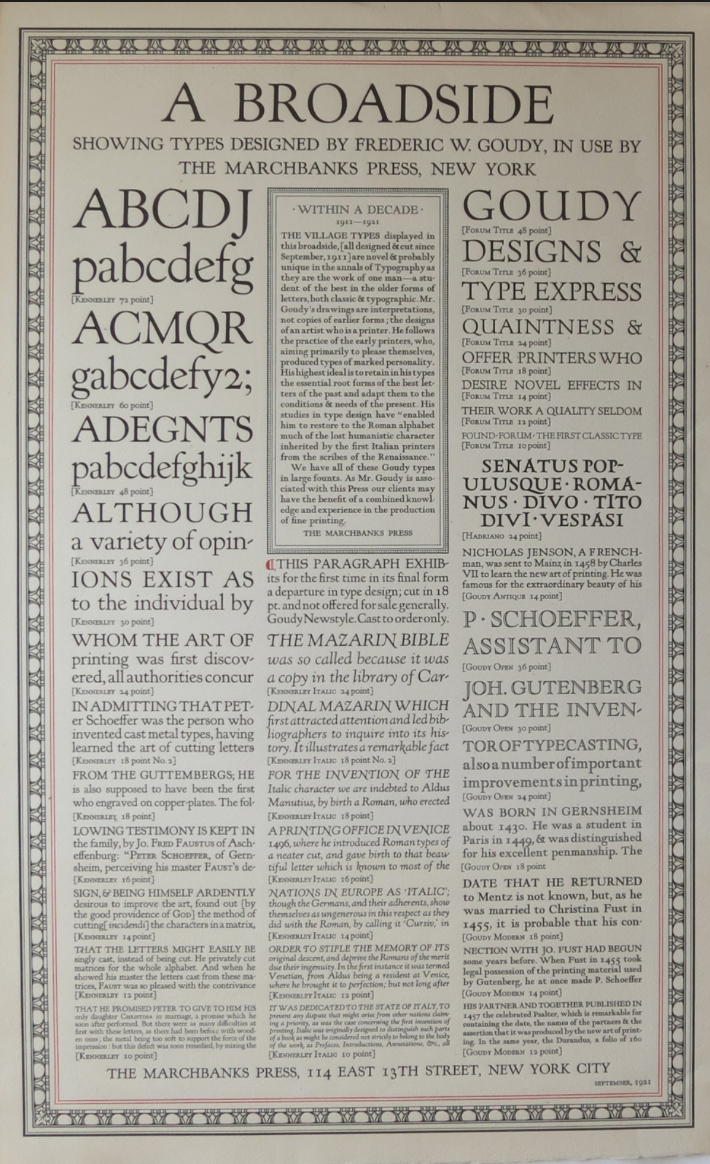 A BROADSIDE
SHOWING TYPES DESIGNED BY FREDERIC W. GOUDY, IN USE BY
THE MARCHBANKS PRESS, NEW YORK
ABCDJ
pabcdefg
[Kennerley 72 point]
ACMQR
gabcdefy2;
[Kennerley 60 point]
ADEGNTS
pabcdefghijk
[Kennerley 48 point]
ALTHOUGH
a variety of opin-
[Kennerley 36 point]
IONS EXIST AS
to the individual by
[Kennerley 30 point]
WHOM THE ART OF
printing was first discov-
ered, all authorities concur
[Kennerley 24 point]
IN ADMITTING THAT PET-
er Schoeffer was the person who
invented cast metal types, having
learned the art of cutting letters
[Kennerley 18 point No. 2]
FROM THE GUTTEMBERGS; HE
is also supposed to have been the first
who engraved on copper-plates. The fol-
[Kennerley 18 point]
LOWING TESTIMONY IS KEPT IN
the family, by Jo. Fred Faustus of Asch-
effenburg: "Peter Schoeffer, of Gern-
sheim, perceiving his master Faust's de-
[Kennerley 16 point]
SIGN, & BEING HIMSELF ARDENTLY
desirous to improve the art, found out [by
the good providence of God] the method of
cutting [incidendi] the characters in a matrix,
[Kennerley 14 point]
THAT THE LETTERS MIGHT EASILY BE
singly cast, instead of being cut. He privately cut
matrices for the whole alphabet. And when he
showed his master the letters cast from these ma-
trices, Faust was so pleased with the contrivance
[Kennerley 12 point]
THAT HE PROMISED PETER TO GIVE TO HIM HIS
only daughter Christina in marriage, a promise which he
soon after performed. But there were as many difficulties at
first with these letters, as there had been before with wood-
en ones; the metal being too soft to support the force of the
impression: but this defect was soon remedied, by mixing the
[Kennerley 10 point]
·WITHIN A DECADE·
1911—1921
THE VILLAGE TYPES displayed in
this broadside, [all designed & cut since
September, 1911] are novel & probably
unique in the annals of Typography as
they are the work of one man—a stu-
dent of the best in the older forms of
letters, both classic & typographic. Mr.
Goudy's drawings are interpretations,
not copies of earlier forms; the designs
of an artist who is a printer. He follows
the practice of the early printers, who,
aiming primarily to please themselves,
produced types of marked personality.
His highest ideal is to retain in his types
the essential root forms of the best let-
ters of the past and adapt them to the
conditions & needs of the present. His
studies in type design have "enabled
him to restore to the Roman alphabet
much of the lost humanistic character
inherited by the first Italian printers
from the scribes of the Renaissance."
We have all of these Goudy types
in large founts. As Mr. Goudy is asso-
ciated with this Press our clients may
have the benefit of a combined knowl-
edge and experience in the production
of fine printing.
THE MARCHBANKS PRESS
¶THIS PARAGRAPH EXHIB-
its for the first time in its final form
a departure in type design; cut in 18
pt. and not offered for sale generally.
Goudy Newstyle. Cast to order only.
THE MAZARIN BIBLE
was so called because it was
a copy in the library of Car-
[Kennerley Italic 24 point]
DINAL MAZARIN WHICH
first attracted attention and led bib-
liographers to inquire into its his-
tory. It illustrates a remarkable fact
[Kennerley Italic 18 point No. 2]
FOR THE INVENTION OF THE
Italic character we are indebted to Aldus
Manutius, by birth a Roman, who erected
[Kennerley Italic 18 point]
A PRINTING OFFICE IN VENICE
1496, where he introduced Roman types of
a neater cut, and gave birth to that beau-
tiful letter which is known to most of the
[Kennerley Italic 16 point]
NATIONS IN EUROPE AS 'ITALIC';
though the Germans, and their adherents, show
themselves as ungenerous in this respect as they
did with the Roman, by calling it 'Cursiv,' in
[Kennerley Italic 14 point]
ORDER TO STIFLE THE MEMORY OF ITS
original descent, and deprive the Romans of the merit
due their ingenuity. In the first instance it was termed
Venetian, from Aldus being a resident at Venice,
where he brought it to perfection; but not long after
[Kennerley Italic 12 point]
IT WAS DEDICATED TO THE STATE OF ITALY, TO
prevent any dispute that might arise from other nations claim-
ing a priority, as was the case concerning the first invention of
printing. Italic was originally designed to distinguish such parts
of a book as might be considered not strictly to belong to the body
of the work, as Prefaces, Introductions, Annotations, &c., all
[Kennerley Italic 10 point]
GOUDY
[Forum Title 48 point]
DESIGNS &
[Forum Title 36 point]
TYPE EXPRESS
[Forum Title 30 point]
QUAINTNESS &
[Forum Title 24 point]
OFFER PRINTERS WHO
[Forum Title 18 point]
DESIRE NOVEL EFFECTS IN
[Forum Title 14 point]
THEIR WORK A QUALITY SELDOM
[Forum Title 12 point]
FOUND·FORUM·THE FIRST CLASSIC TYPE
[Forum Title 10 point]
SENATUS POP-
ULUSQUE·ROMA-
NUS·DIVO·TITO
DIVI·VESPASI
[Hadriano 24 point]
NICHOLAS JENSON, A FRENCH-
man, was sent to Mainz in 1458 by Charles
VII to learn the new art of printing. He was
famous for the extraordinary beauty of his
[Goudy Antique 14 point]
P·SCHOEFFER,
ASSISTANT TO
[Goudy Open 36 point]
JOH. GUTENBERG
AND THE INVEN-
[Goudy Open 30 point]
TOR OF TYPECASTING,
also a number of important
improvements in printing,
[Goudy Open 24 point]
WAS BORN IN GERNSHEIM
about 1430. He was a student in
Paris in 1449, & was distinguished
for his excellent penmanship. The
[Goudy Open 18 point
DATE THAT HE RETURNED
to Mentz is not known, but, as he
was married to Christina Fust in
1455, it is probable that his con-
[Goudy Modern 18 point]
NECTION WITH JO. FUST HAD BEGUN
some years before. When Fust in 1455 took
legal possession of the printing material used
by Gutenberg, he at once made P. Schoeffer
[Goudy Modern 14 point]
HIS PARTNER AND TOGETHER PUBLISHED IN
1457 the celebrated Psalter, which is remarkable for
containing the date, the names of the partners & the
assertion that it was produced by the new art of print-
ing. In the same year, the Durandus, a folio of 160
[Goudy Modern 12 point]
THE MARCHBANKS PRESS, 114 EAST 13TH STREET, NEW YORK CITY
SEPTEMBER, 1921